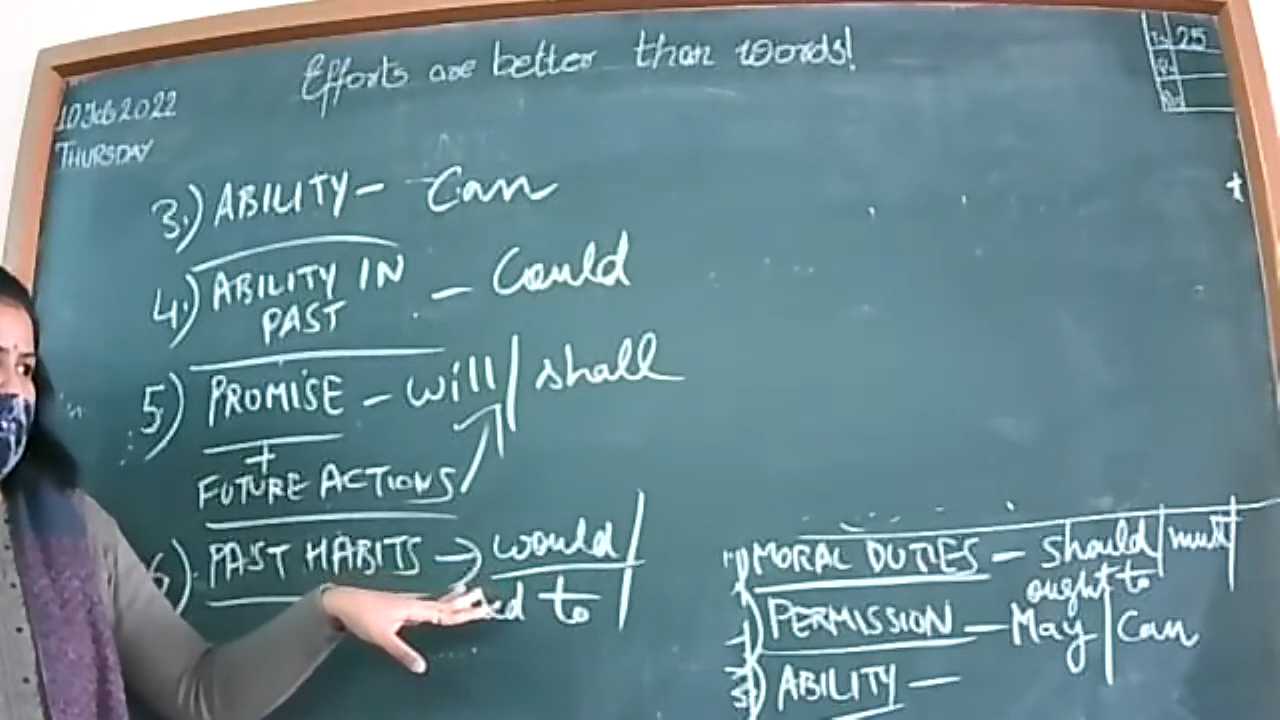 Efforts are better than words!
25
10 Feb 2022
THURSDAY
3.) ABILITY - Can
4.) ABILITY IN PAST - Could
5) PROMISE - will / shall
+
FUTURE ACTIONS
6) PAST HABITS → would /
to
1) MORAL DUTIES - should / must /
ought to
PERMISSION - May / Can
3) ABILITY -